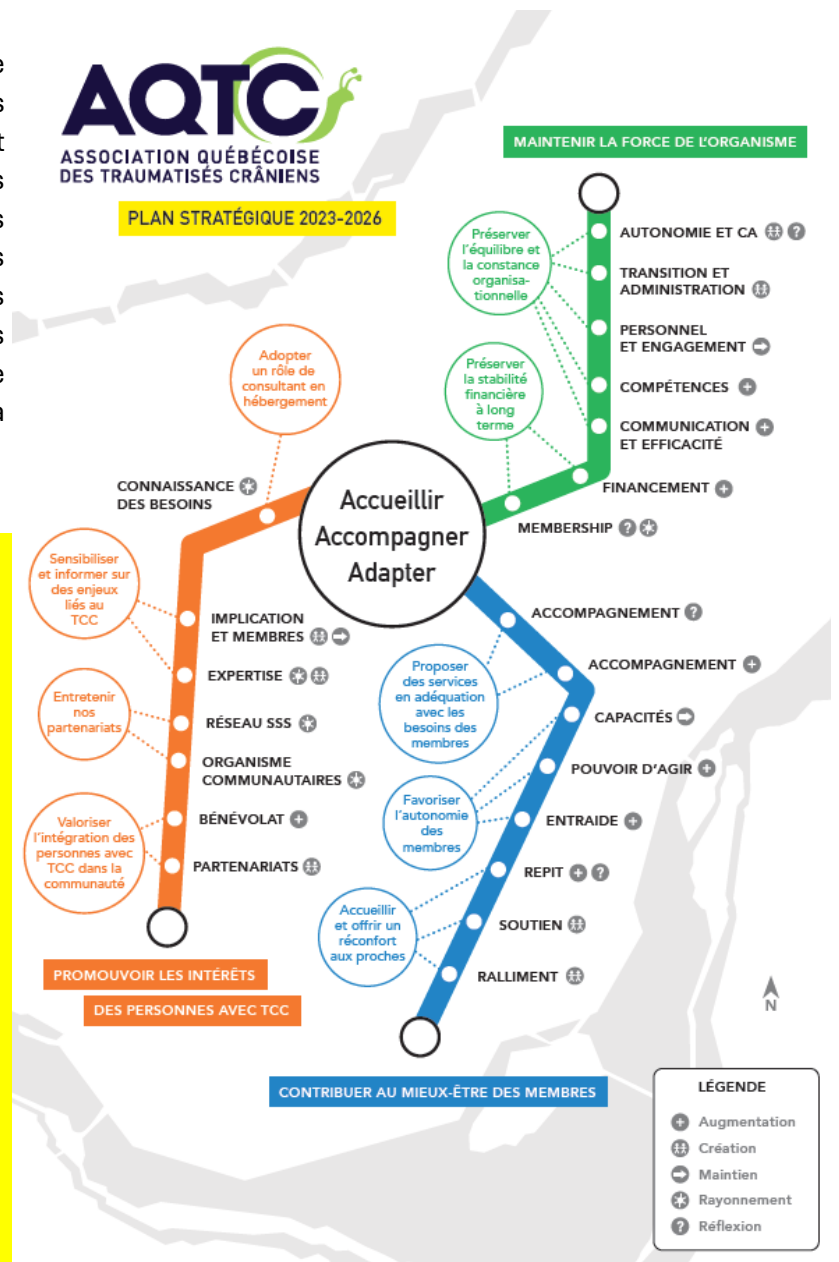 e
s
t
s
s
s
s
s
e
a
AQTC
ASSOCIATION QUÉBÉCOISE
DES TRAUMATISÉS CRÂNIENS
PLAN STRATÉGIQUE 2023-2026
MAINTENIR LA FORCE DE L'ORGANISME
Préserver
l'équilibre et
la constance
organisa-
tionnelle
AUTONOMIE ET CA
TRANSITION ET
ADMINISTRATION
PERSONNEL
ET ENGAGEMENT
COMPÉTENCES
COMMUNICATION
ET EFFICACITÉ
Préserver
la stabilité
financière
à long
terme
FINANCEMENT
MEMBERSHIP
Adopter
un rôle de
consultant en
hébergement
CONNAISSANCE
DES BESOINS
Accueillir
Accompagner
Adapter
Sensibiliser
et informer sur
des enjeux
liés au
TCC
IMPLICATION
ET MEMBRES
EXPERTISE
Entretenir
nos
partenariats
RÉSEAU SSS
ORGANISME
COMMUNAUTAIRES
Valoriser
l'intégration des
personnes avec
TCC dans la
communauté
BÉNÉVOLAT
PARTENARIATS
PROMOUVOIR LES INTÉRÊTS
DES PERSONNES AVEC TCC
ACCOMPAGNEMENT
ACCOMPAGNEMENT
Proposer
des services
en adéquation
avec les
besoins des
membres
CAPACITÉS
POUVOIR D'AGIR
Favoriser
l'autonomie
des
membres
ENTRAIDE
REPIT
Accueillir
et offrir un
réconfort
aux proches
SOUTIEN
RALLIMENT
CONTRIBUER AU MIEUX-ÊTRE DES MEMBRES
N
LÉGENDE
Augmentation
Création
Maintien
Rayonnement
Réflexion